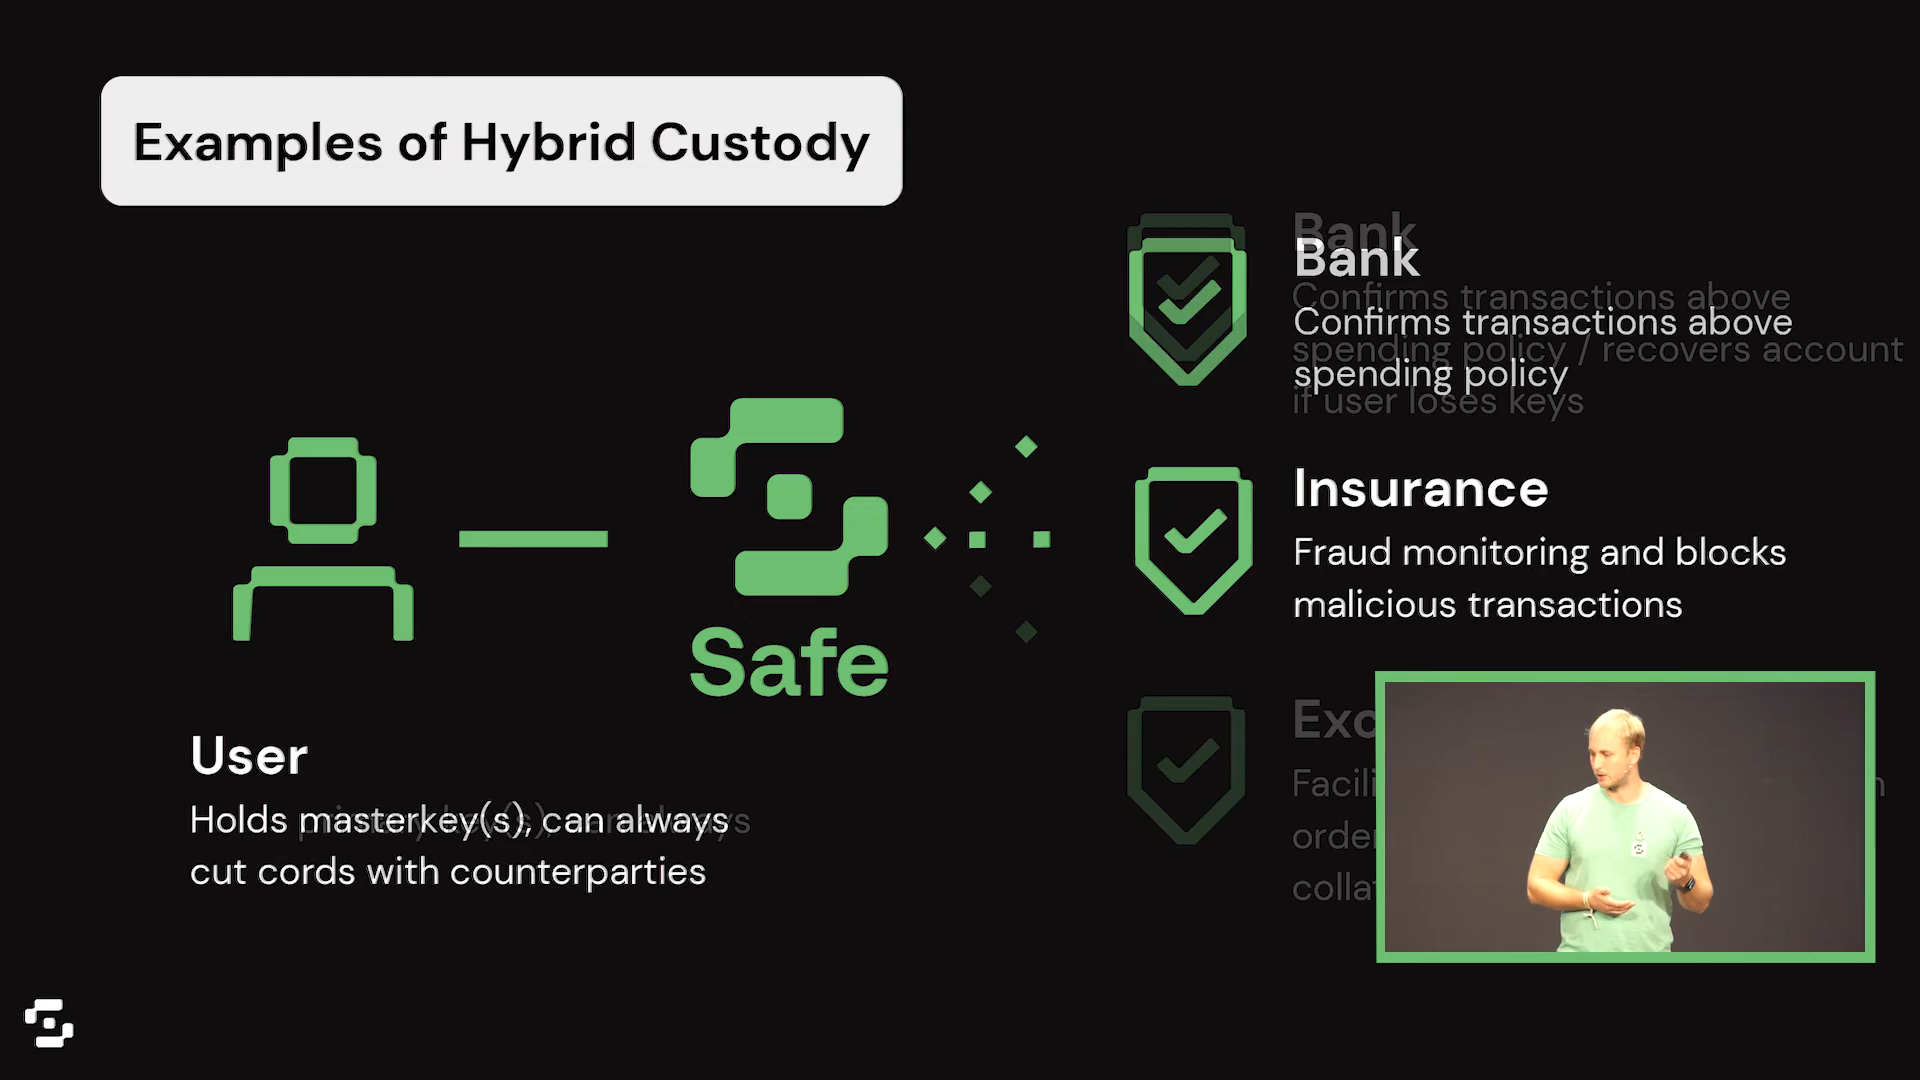 Examples of Hybrid Custody
Bank
Bank
Confirms transactions above
Confirms transactions above
spending policy / recovers account
spending policy
if user loses keys
Insurance
Fraud monitoring and blocks
malicious transactions
Safe
User
Holds masterkey(s), can always
cut cords with counterparties